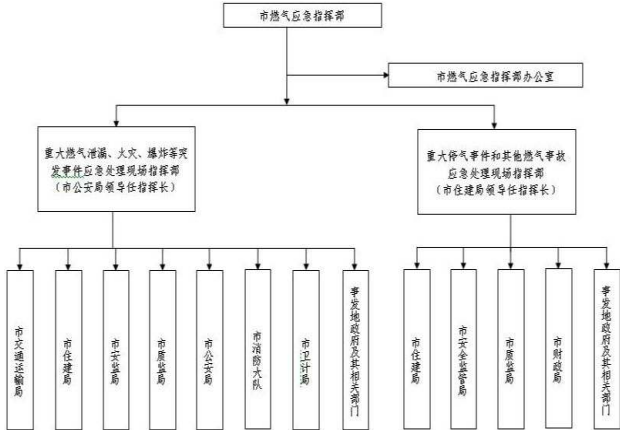 市燃气应急指挥部
市燃气应急指挥部办公室
重大燃气泄漏、火灾、爆炸等突
发事件应急处理现场指挥部
（市公安局领导任指挥长）
重大停气事件和其他燃气事故
应急处理现场指挥部
（市住建局领导任指挥长）
市交通运输局
市住建局
市安监局
市质监局
市公安局
市消防大队
市卫计局
事发地政府及其相关部门
市住建局
市安全监管局
市质监局
市财政局
事发地政府及其相关部门